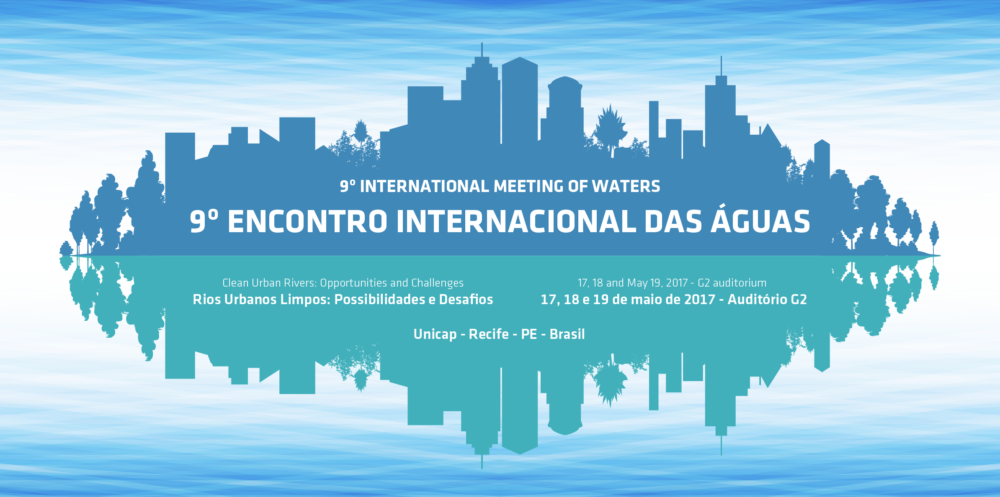 9º INTERNATIONAL MEETING OF WATERS
9º ENCONTRO INTERNACIONAL DAS ÁGUAS
Clean Urban Rivers: Opportunities and Challenges
Rios Urbanos Limpos: Possibilidades e Desafios
17, 18 and May 19, 2017 - G2 auditorium
17, 18 e 19 de maio de 2017 - Auditório G2
Unicap - Recife - PE - Brasil